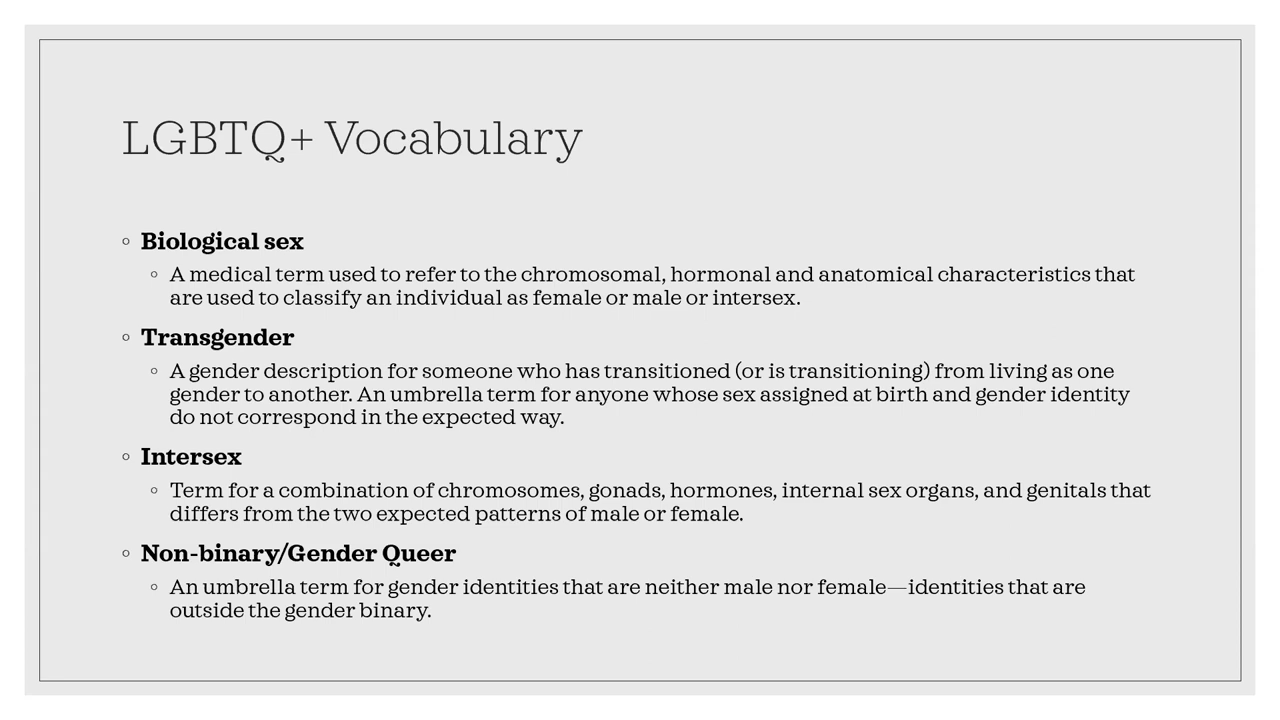 LGBTQ+ Vocabulary
◦ Biological sex
◦ A medical term used to refer to the chromosomal, hormonal and anatomical characteristics that
are used to classify an individual as female or male or intersex.
◦ Transgender
◦ A gender description for someone who has transitioned (or is transitioning) from living as one
gender to another. An umbrella term for anyone whose sex assigned at birth and gender identity
do not correspond in the expected way.
◦ Intersex
◦ Term for a combination of chromosomes, gonads, hormones, internal sex organs, and genitals that
differs from the two expected patterns of male or female.
◦ Non-binary/Gender Queer
◦ An umbrella term for gender identities that are neither male nor female—identities that are
outside the gender binary.